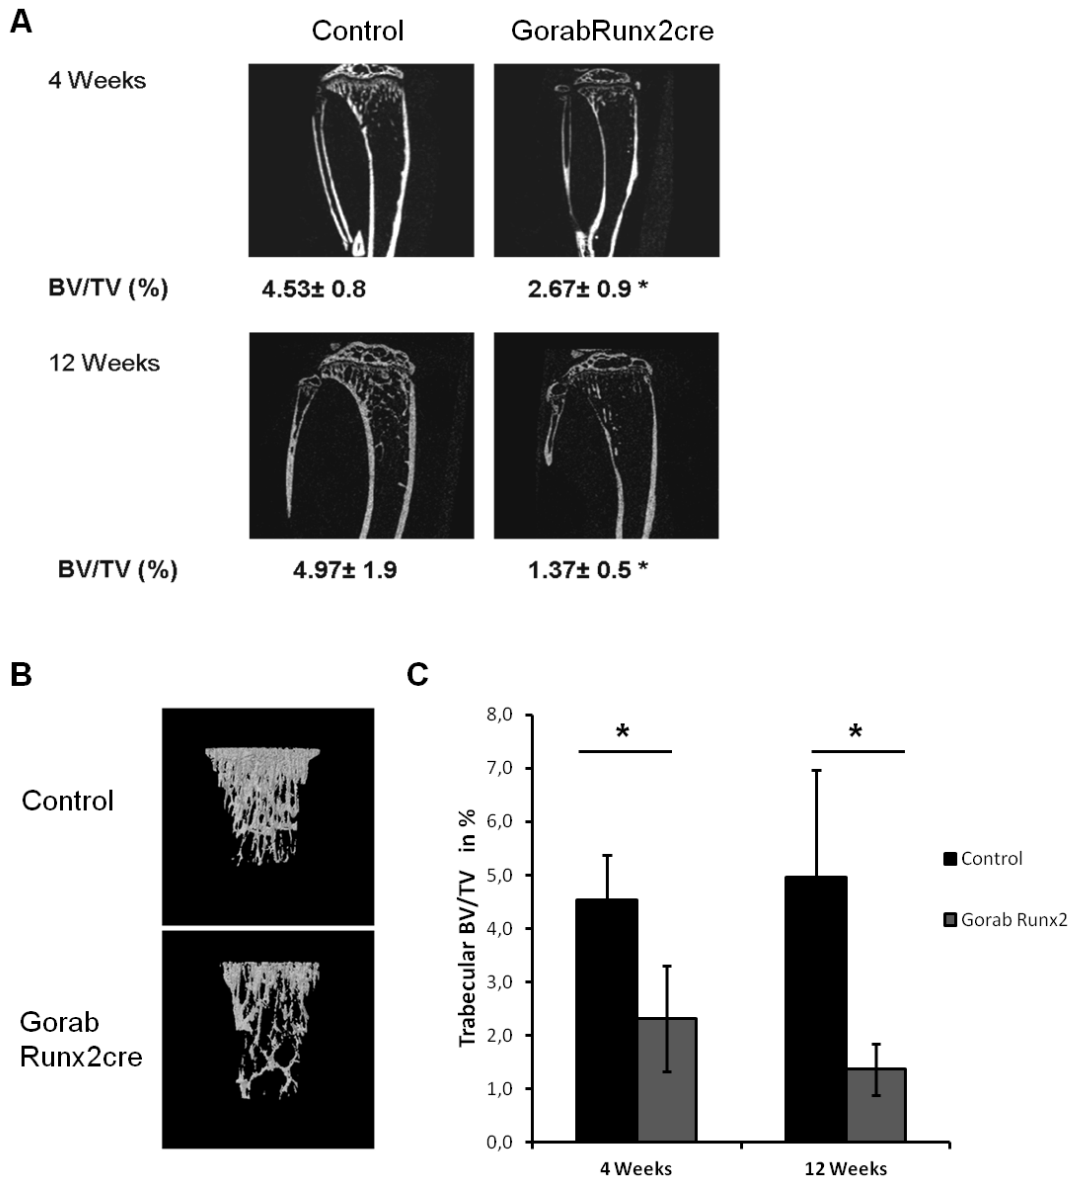 A
Control
GorabRunx2cre
4 Weeks
BV/TV (%)
4.53± 0.8
2.67± 0.9 *
12 Weeks
BV/TV (%)
4.97± 1.9
1.37± 0.5 *
B
Control
Gorab
Runx2cre
C
Trabecular BV/TV in %
8,0
7,0
6,0
5,0
4,0
3,0
2,0
1,0
0,0
*
*
4 Weeks
12 Weeks
Control
Gorab Runx2